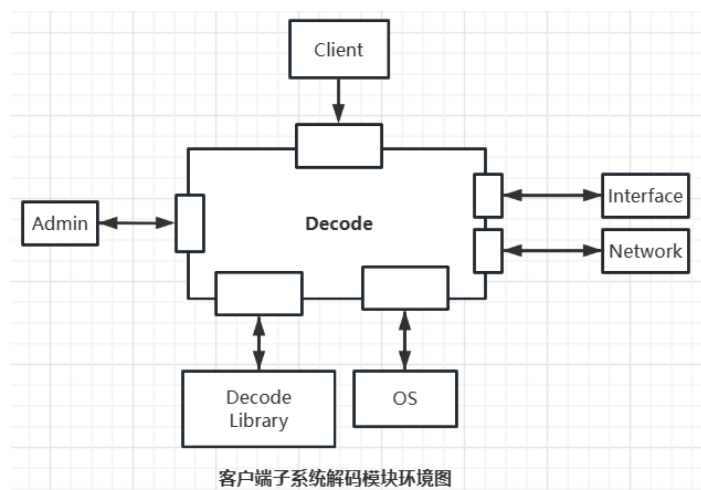 Client
Interface
Admin
Decode
Network
Decode
Library
OS
客户端子系统解码模块环境图